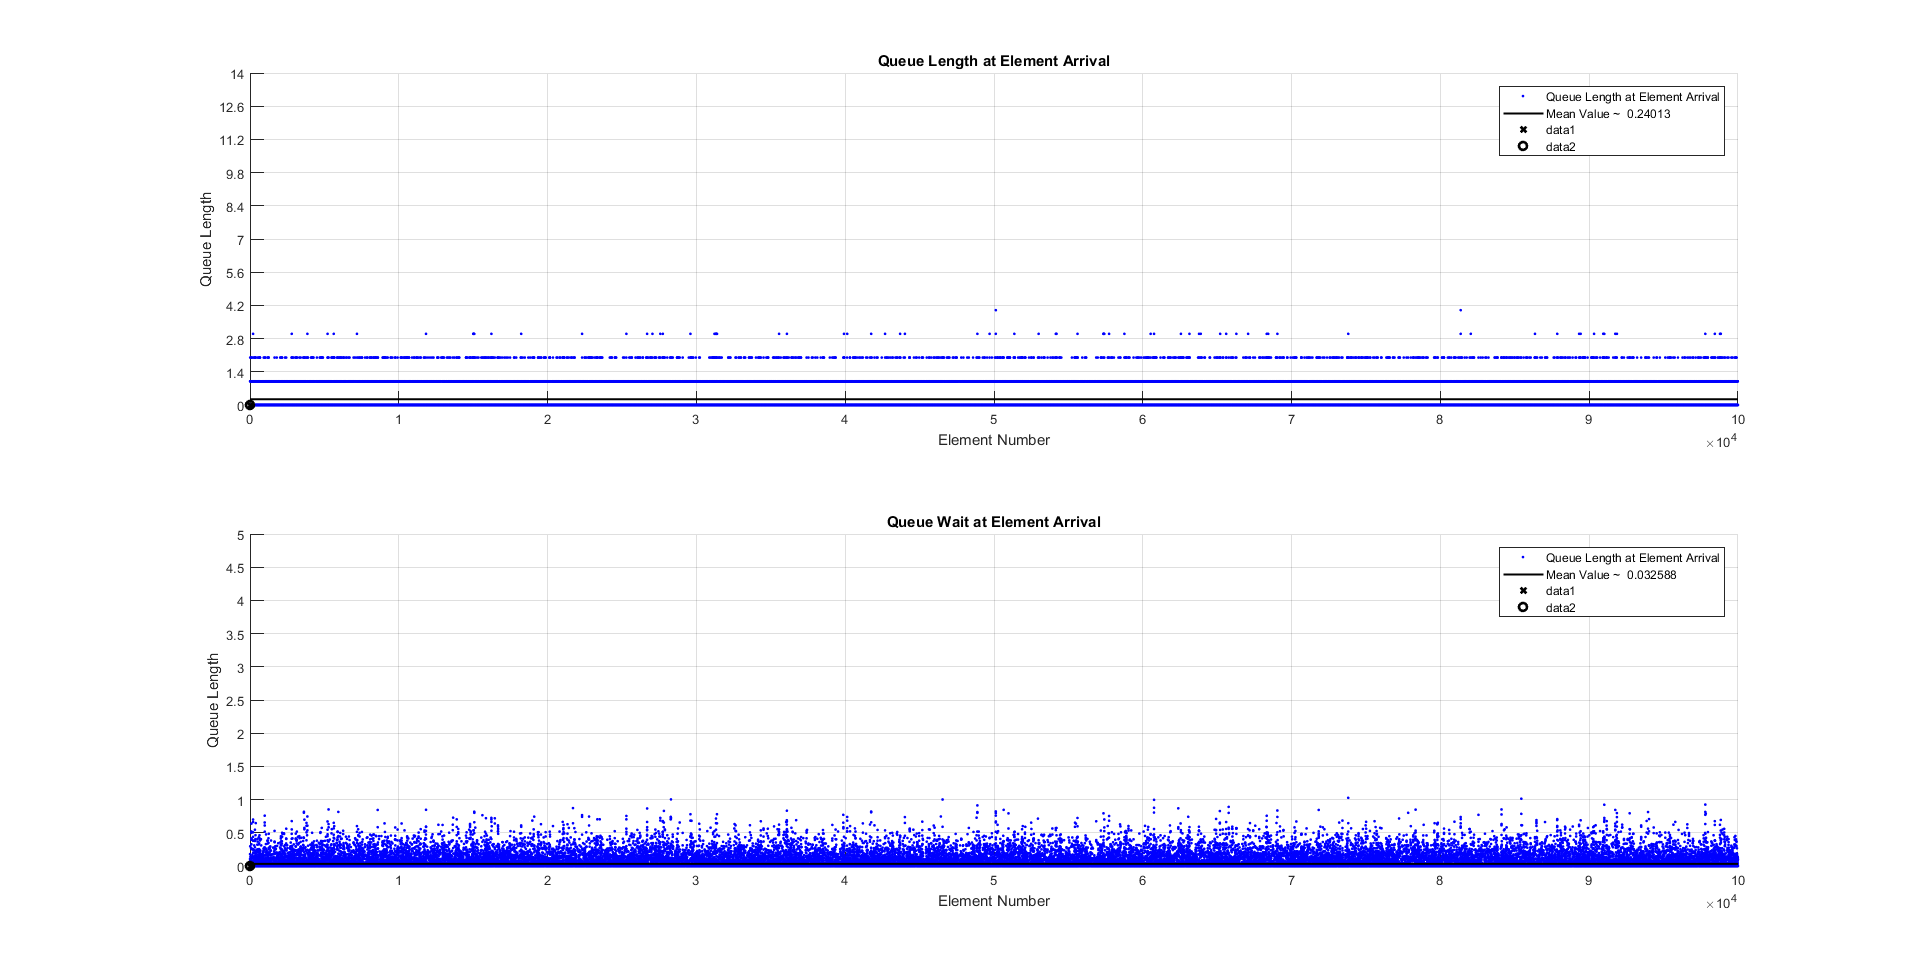 Queue Length at Element Arrival
14
12.6
11.2
9.8
8.4
7
5.6
4.2
2.8
1.4
0
Queue Length
Queue Length at Element Arrival
Mean Value ~ 0.24013
data1
data2
0 1 2 3 4 5 6 7 8 9 10
Element Number
×10^4
Queue Wait at Element Arrival
5
4.5
4
3.5
3
2.5
2
1.5
1
0.5
0
Queue Length
Queue Length at Element Arrival
Mean Value ~ 0.032588
data1
data2
0 1 2 3 4 5 6 7 8 9 10
Element Number
×10^4